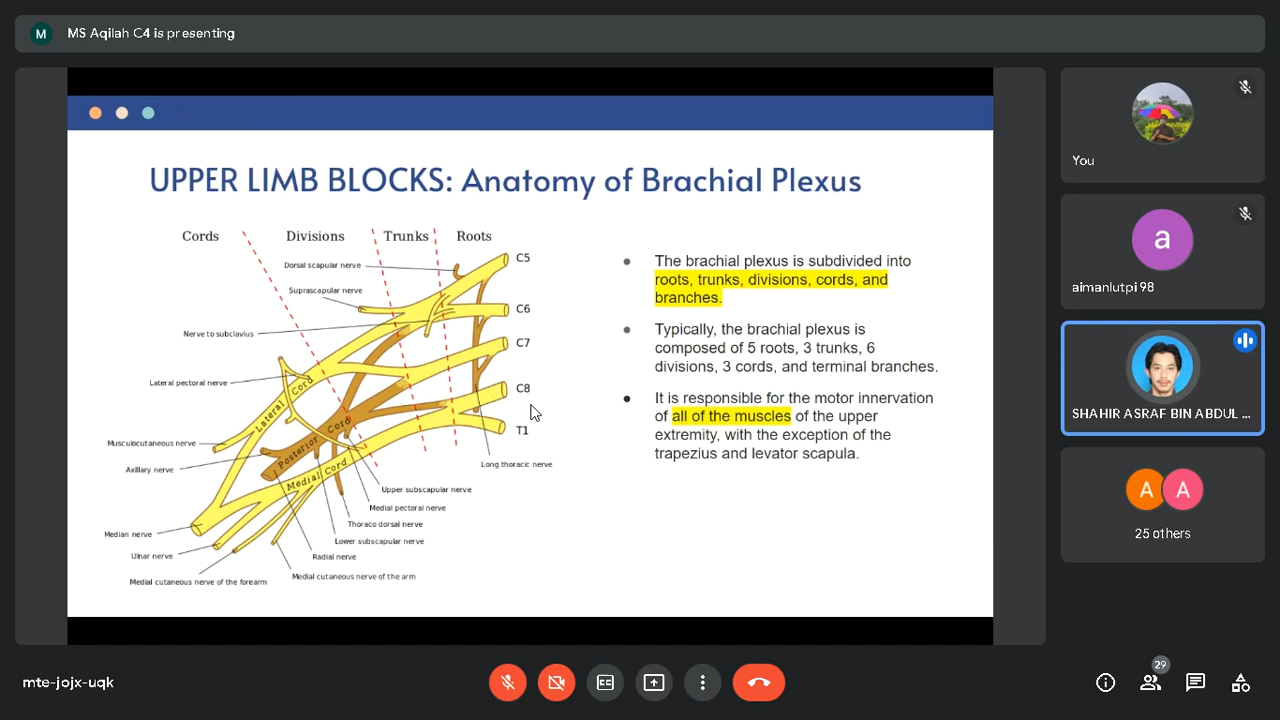 M MS Aqilah C4 is presenting
UPPER LIMB BLOCKS: Anatomy of Brachial Plexus
Cords Divisions Trunks Roots
Dorsal scapular nerve
Suprascapular nerve
Nerve to subclavius
Lateral pectoral nerve
Musculocutaneous nerve
Axillary nerve
Median nerve
Ulnar nerve
Medial cutaneous nerve of the forearm
C5
C6
C7
C8
T1
Lateral Cord
Posterior Cord
Medial Cord
Long thoracic nerve
Upper subscapular nerve
Medial pectoral nerve
Thoraco dorsal nerve
Lower subscapular nerve
Radial nerve
Medial cutaneous nerve of the arm
The brachial plexus is subdivided into
roots, trunks, divisions, cords, and
branches.
Typically, the brachial plexus is
composed of 5 roots, 3 trunks, 6
divisions, 3 cords, and terminal branches.
It is responsible for the motor innervation
of all of the muscles of the upper
extremity, with the exception of the
trapezius and levator scapula.
You
a
aimanlutpi98
SHAHIR ASRAF BIN ABDUL ...
A A
25 others
mte-jojx-uqk
29